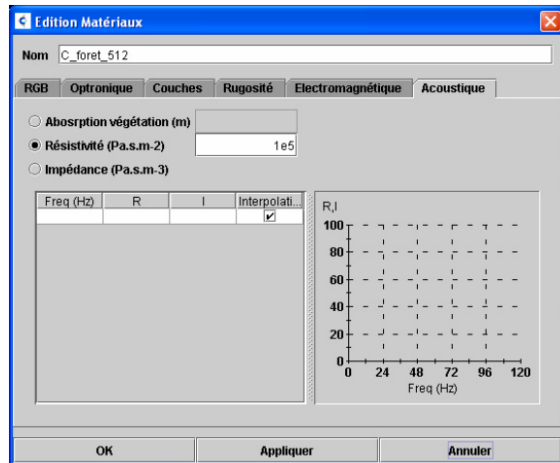 Edition Matériaux
Nom C_foret_512
RGB Optronique Couches Rugosité Electromagnétique Acoustique
Abosrption végétation (m)
Résistivité (Pa.s.m-2) 1e5
Impédance (Pa.s.m-3)
Freq (Hz) R I Interpolati...
R,I
100
80
60
40
20
0
0 24 48 72 96 120
Freq (Hz)
OK Appliquer Annuler